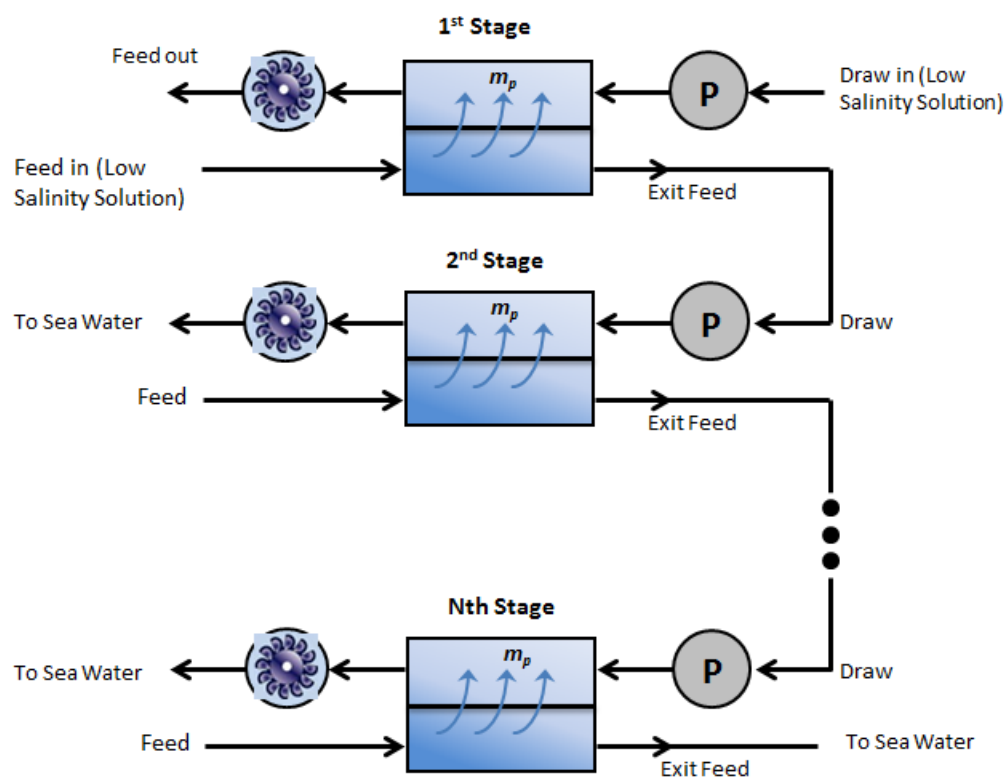 1st Stage
Feed out
mp
P
Draw in (Low
Salinity Solution)
Feed in (Low
Salinity Solution)
Exit Feed
2nd Stage
mp
To Sea Water
P
Draw
Feed
Exit Feed
Nth Stage
mp
To Sea Water
P
Draw
Feed
To Sea Water
Exit Feed